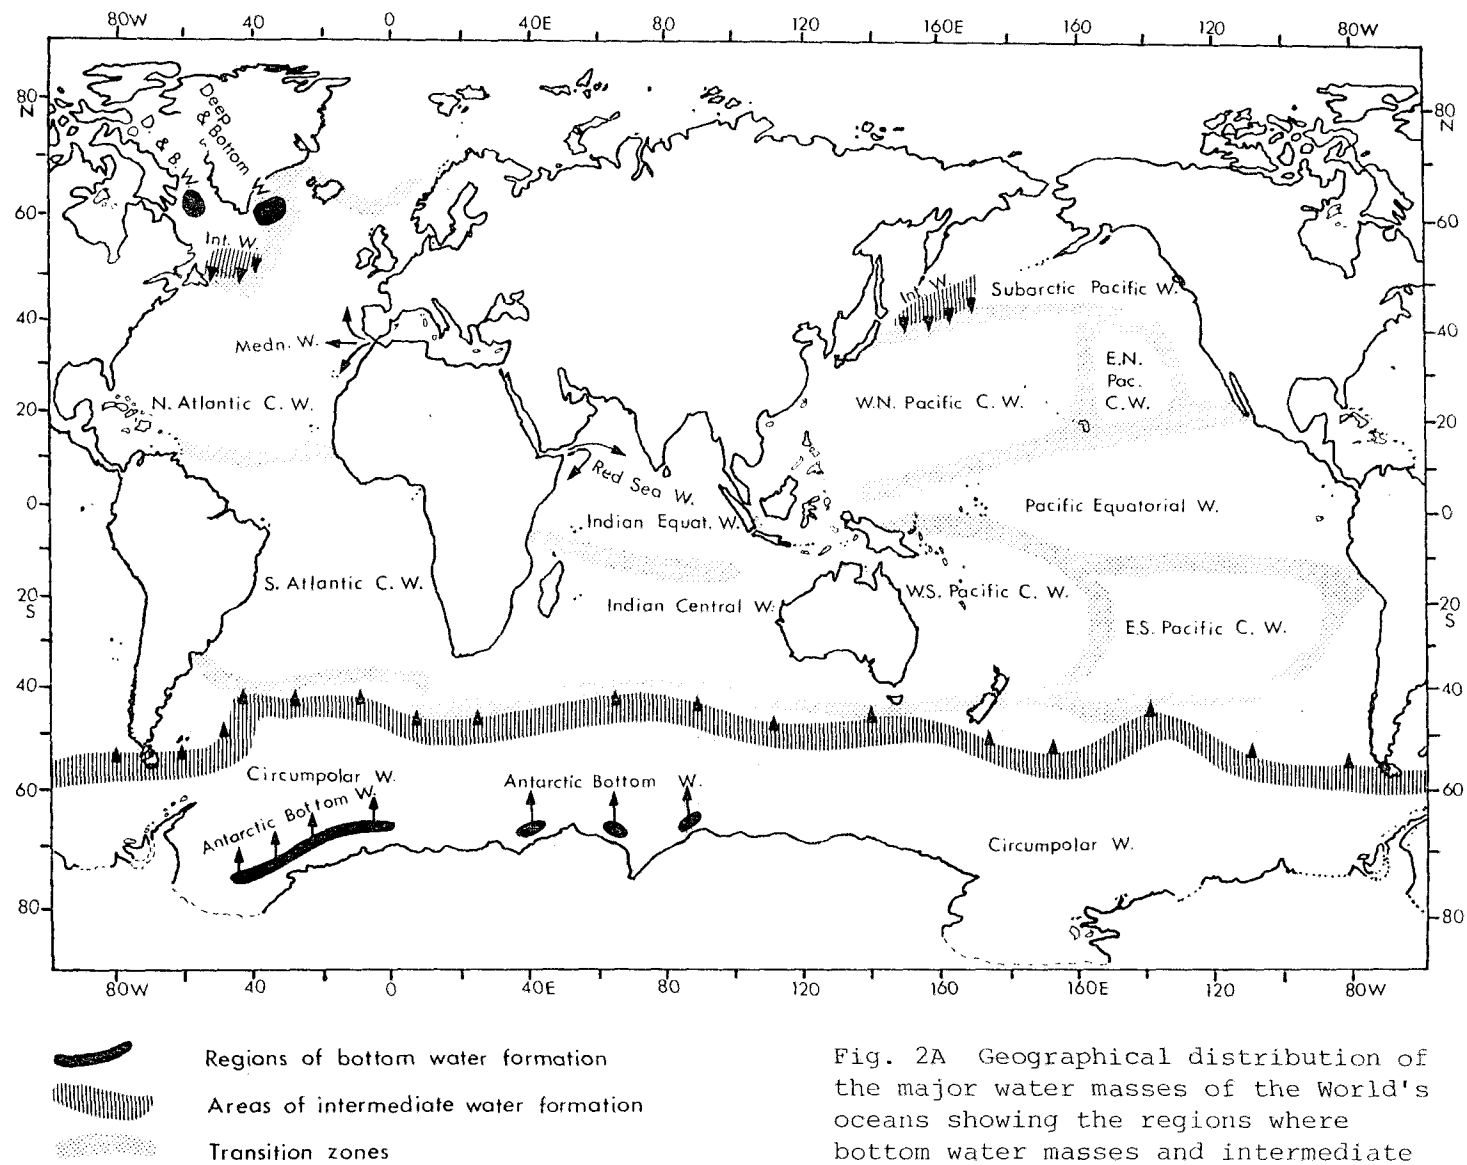 80W 40 0 40E 80 120 160E 160 120 80W
80
N
60
40
20
0
20
S
40
60
80
80
N
60
40
20
0
20
S
40
60
80
Deep
& Bottom
W
D. & B. W.
Int. W.
Medn. W.
N. Atlantic C. W.
S. Atlantic C. W.
Red Sea W.
Indian Equat. W.
Indian Central W.
Int. W.
Subarctic Pacific W.
E.N.
Pac.
C. W.
W.N. Pacific C. W.
Pacific Equatorial W.
W.S. Pacific C. W.
E.S. Pacific C. W.
Circumpolar W.
Antarctic Bottom W.
Antarctic Bottom W.
Circumpolar W.
80W 40 0 40E 80 120 160 160E 120 80W
Regions of bottom water formation
Areas of intermediate water formation
Transition zones
Fig. 2A Geographical distribution of
the major water masses of the World's
oceans showing the regions where
bottom water masses and intermediate